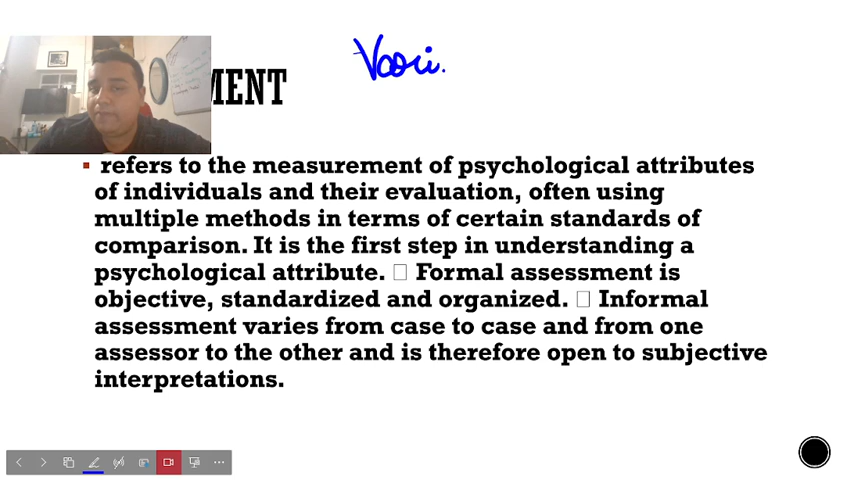 MENT
refers to the measurement of psychological attributes
of individuals and their evaluation, often using
multiple methods in terms of certain standards of
comparison. It is the first step in understanding a
psychological attribute. □ Formal assessment is
objective, standardized and organized. □ Informal
assessment varies from case to case and from one
assessor to the other and is therefore open to subjective
interpretations.